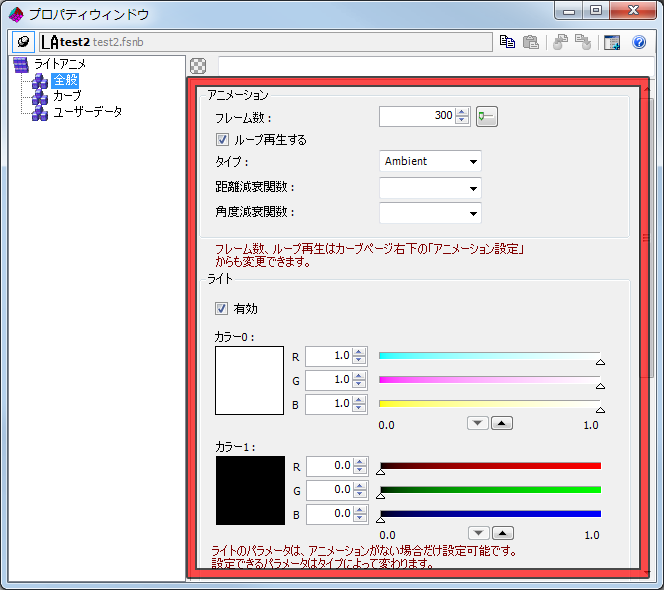 プロパティウィンドウ
LA test2 test2.fsnb
ライトアニメ
全般
カーブ
ユーザーデータ
アニメーション
フレーム数：
300
ループ再生する
タイプ：
Ambient
距離減衰関数：
角度減衰関数：
フレーム数、ループ再生はカーブページ右下の「アニメーション設定」
からも変更できます。
ライト
有効
カラー0：
R 1.0
G 1.0
B 1.0
0.0 1.0
カラー1：
R 0.0
G 0.0
B 0.0
0.0 1.0
ライトのパラメータは、アニメーションがない場合だけ設定可能です。
設定できるパラメータはタイプによって変わります。